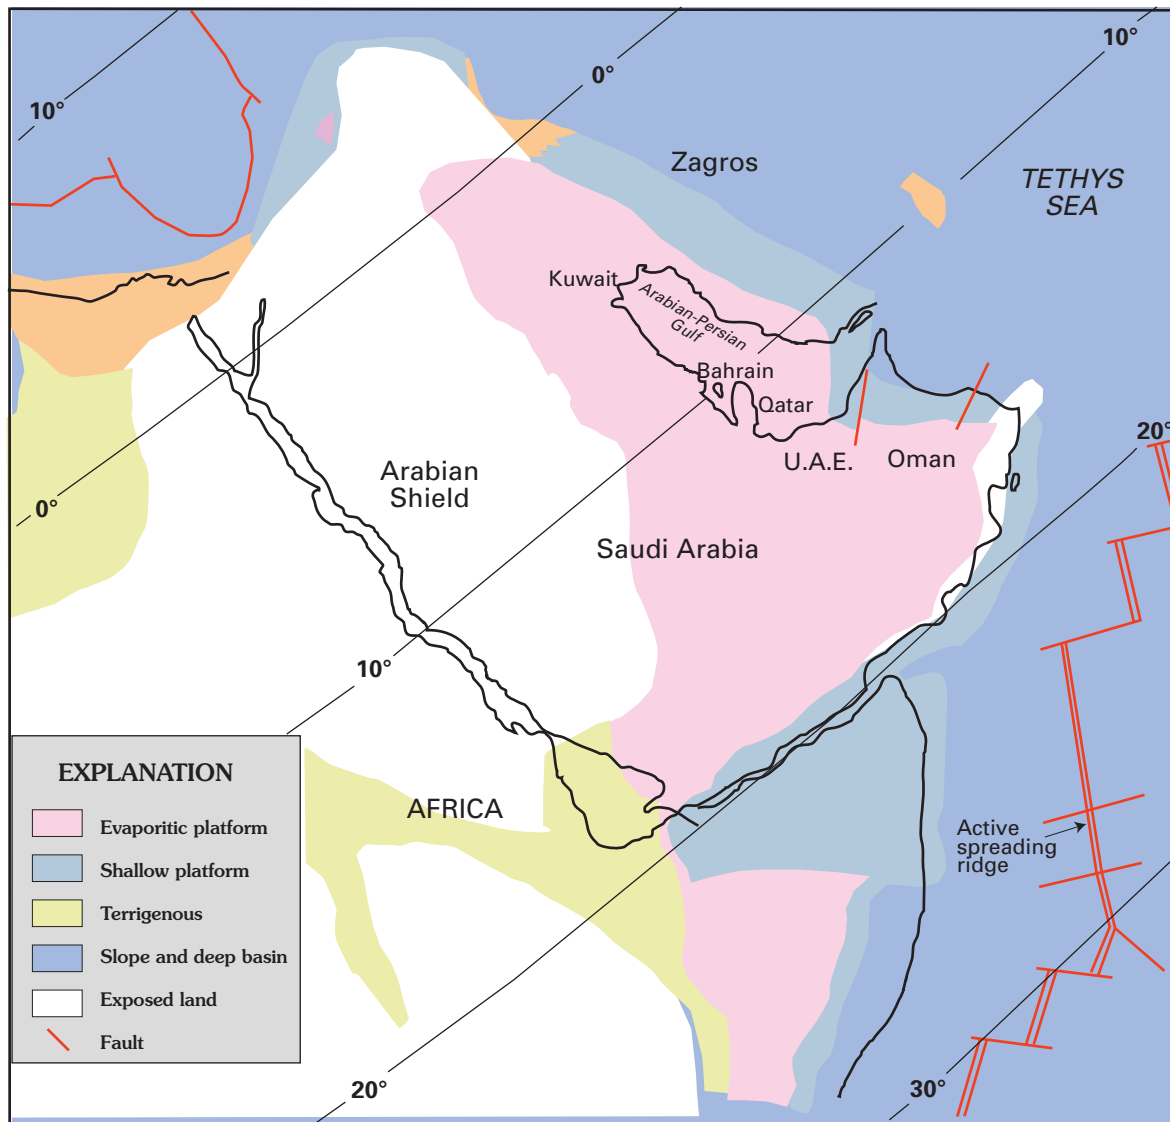 10°
0°
10°
TETHYS
SEA
Zagros
Kuwait
Arabian-Persian
Gulf
Bahrain
Qatar
U.A.E.
Oman
20°
Arabian
Shield
0°
Saudi Arabia
10°
AFRICA
Active
spreading
ridge
20°
30°
EXPLANATION
Evaporitic platform
Shallow platform
Terrigenous
Slope and deep basin
Exposed land
Fault